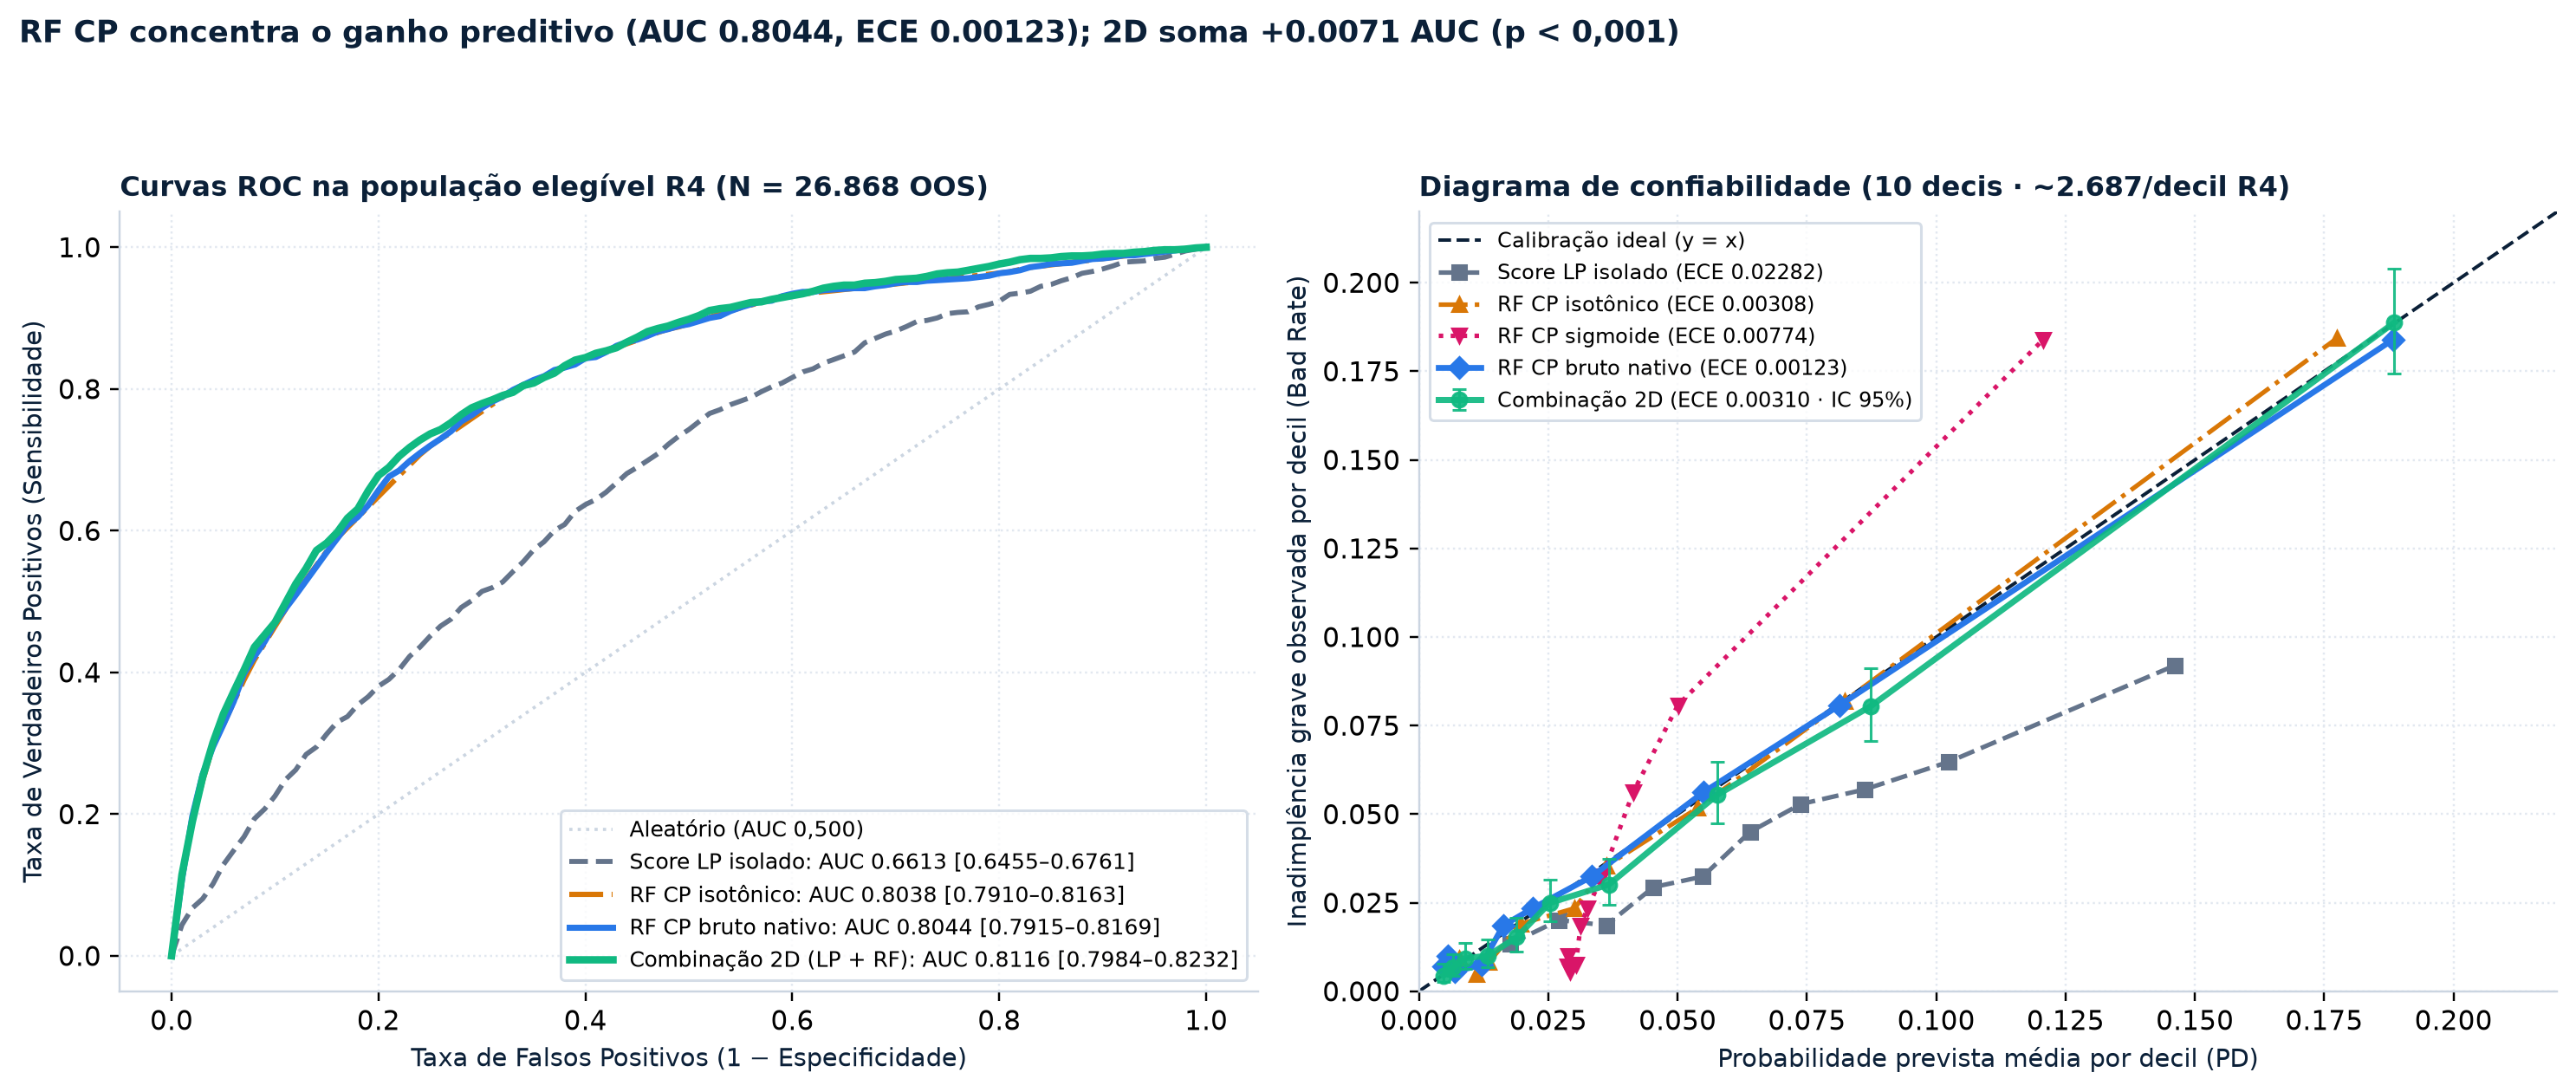 RF CP concentra o ganho preditivo (AUC 0.8044, ECE 0.00123); 2D soma +0.0071 AUC (p < 0,001)
Curvas ROC na população elegível R4 (N = 26.868 OOS)
Taxa de Verdadeiros Positivos (Sensibilidade)
1.0
0.8
0.6
0.4
0.2
0.0
Aleatório (AUC 0,500)
Score LP isolado: AUC 0.6613 [0.6455–0.6761]
RF CP isotônico: AUC 0.8038 [0.7910–0.8163]
RF CP bruto nativo: AUC 0.8044 [0.7915–0.8169]
Combinação 2D (LP + RF): AUC 0.8116 [0.7984–0.8232]
0.0 0.2 0.4 0.6 0.8 1.0
Taxa de Falsos Positivos (1 − Especificidade)
Diagrama de confiabilidade (10 decis · ~2.687/decil R4)
Inadimplência grave observada por decil (Bad Rate)
Calibração ideal (y = x)
Score LP isolado (ECE 0.02282)
RF CP isotônico (ECE 0.00308)
RF CP sigmoide (ECE 0.00774)
RF CP bruto nativo (ECE 0.00123)
Combinação 2D (ECE 0.00310 · IC 95%)
0.200
0.175
0.150
0.125
0.100
0.075
0.050
0.025
0.000
0.000 0.025 0.050 0.075 0.100 0.125 0.150 0.175 0.200
Probabilidade prevista média por decil (PD)